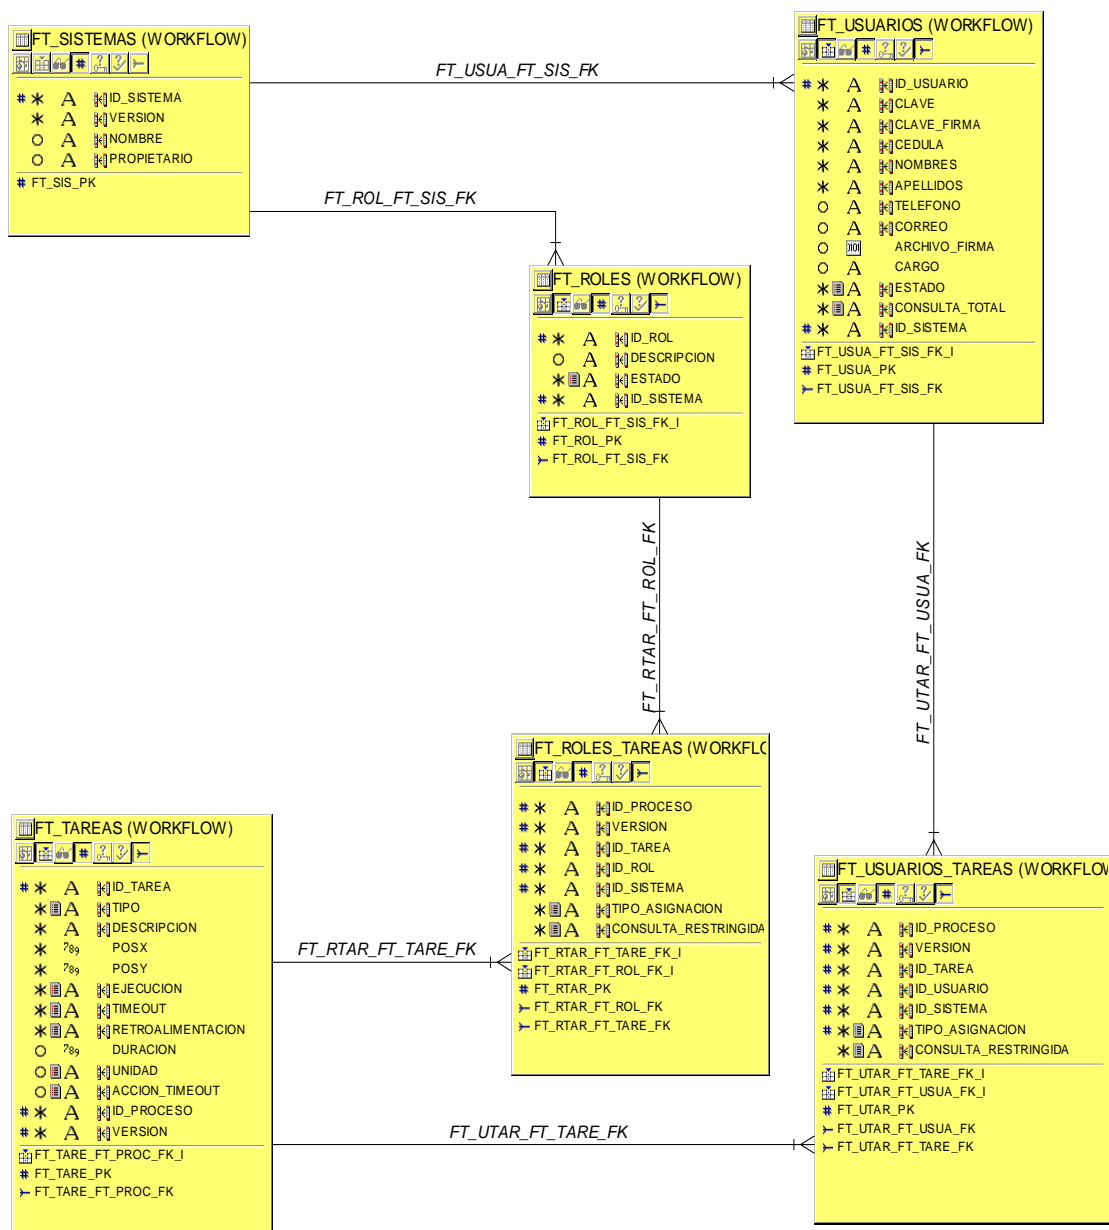 FT_SISTEMAS (WORKFLOW)
# * A ID_SISTEMA
* A VERSION
O A NOMBRE
O A PROPIETARIO
# FT_SIS_PK
FT_USUA_FT_SIS_FK
FT_ROL_FT_SIS_FK
FT_USUARIOS (WORKFLOW)
# * A ID_USUARIO
* A CLAVE
* A CLAVE_FIRMA
* A CEDULA
* A NOMBRES
* A APELLIDOS
O A TELEFONO
O A CORREO
O ARCHIVO_FIRMA
O A CARGO
* A ESTADO
* A CONSULTA_TOTAL
# * A ID_SISTEMA
FT_USUA_FT_SIS_FK_I
# FT_USUA_PK
FT_USUA_FT_SIS_FK
FT_ROLES (WORKFLOW)
# * A ID_ROL
O A DESCRIPCION
* A ESTADO
# * A ID_SISTEMA
FT_ROL_FT_SIS_FK_I
# FT_ROL_PK
FT_ROL_FT_SIS_FK
FT_RTAR_FT_ROL_FK
FT_UTAR_FT_USUA_FK
FT_ROLES_TAREAS (WORKFLO
# * A ID_PROCESO
# * A VERSION
# * A ID_TAREA
# * A ID_ROL
# * A ID_SISTEMA
* A TIPO_ASIGNACION
* A CONSULTA_RESTRINGIDA
FT_RTAR_FT_TARE_FK_I
FT_RTAR_FT_ROL_FK_I
# FT_RTAR_PK
FT_RTAR_FT_ROL_FK
FT_RTAR_FT_TARE_FK
FT_TAREAS (WORKFLOW)
# * A ID_TAREA
* A TIPO
* A DESCRIPCION
* 789 POSX
* 789 POSY
* A EJECUCION
* A TIMEOUT
* A RETROALIMENTACION
O 789 DURACION
O A UNIDAD
O A ACCION_TIMEOUT
# * A ID_PROCESO
# * A VERSION
FT_TARE_FT_PROC_FK_I
# FT_TARE_PK
FT_TARE_FT_PROC_FK
FT_RTAR_FT_TARE_FK
FT_UTAR_FT_TARE_FK
FT_USUARIOS_TAREAS (WORKFLOW
# * A ID_PROCESO
# * A VERSION
# * A ID_TAREA
# * A ID_USUARIO
# * A ID_SISTEMA
# * A TIPO_ASIGNACION
* A CONSULTA_RESTRINGIDA
FT_UTAR_FT_TARE_FK_I
FT_UTAR_FT_USUA_FK_I
# FT_UTAR_PK
FT_UTAR_FT_USUA_FK
FT_UTAR_FT_TARE_FK